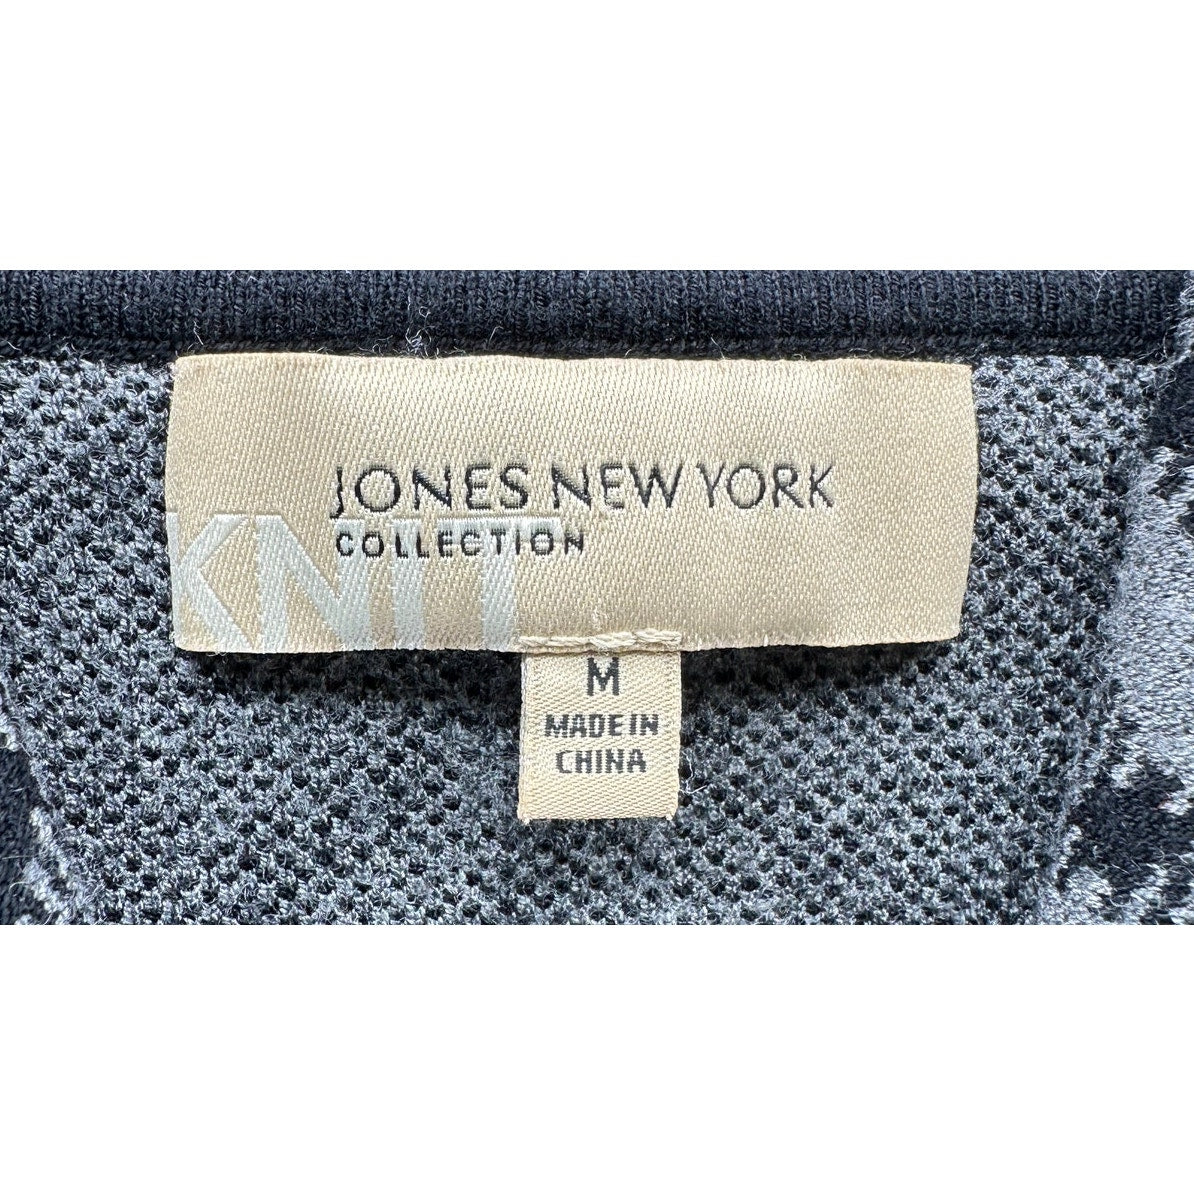 JONES NEW YORK
COLLECTION
KNIT
M
MADE IN
CHINA